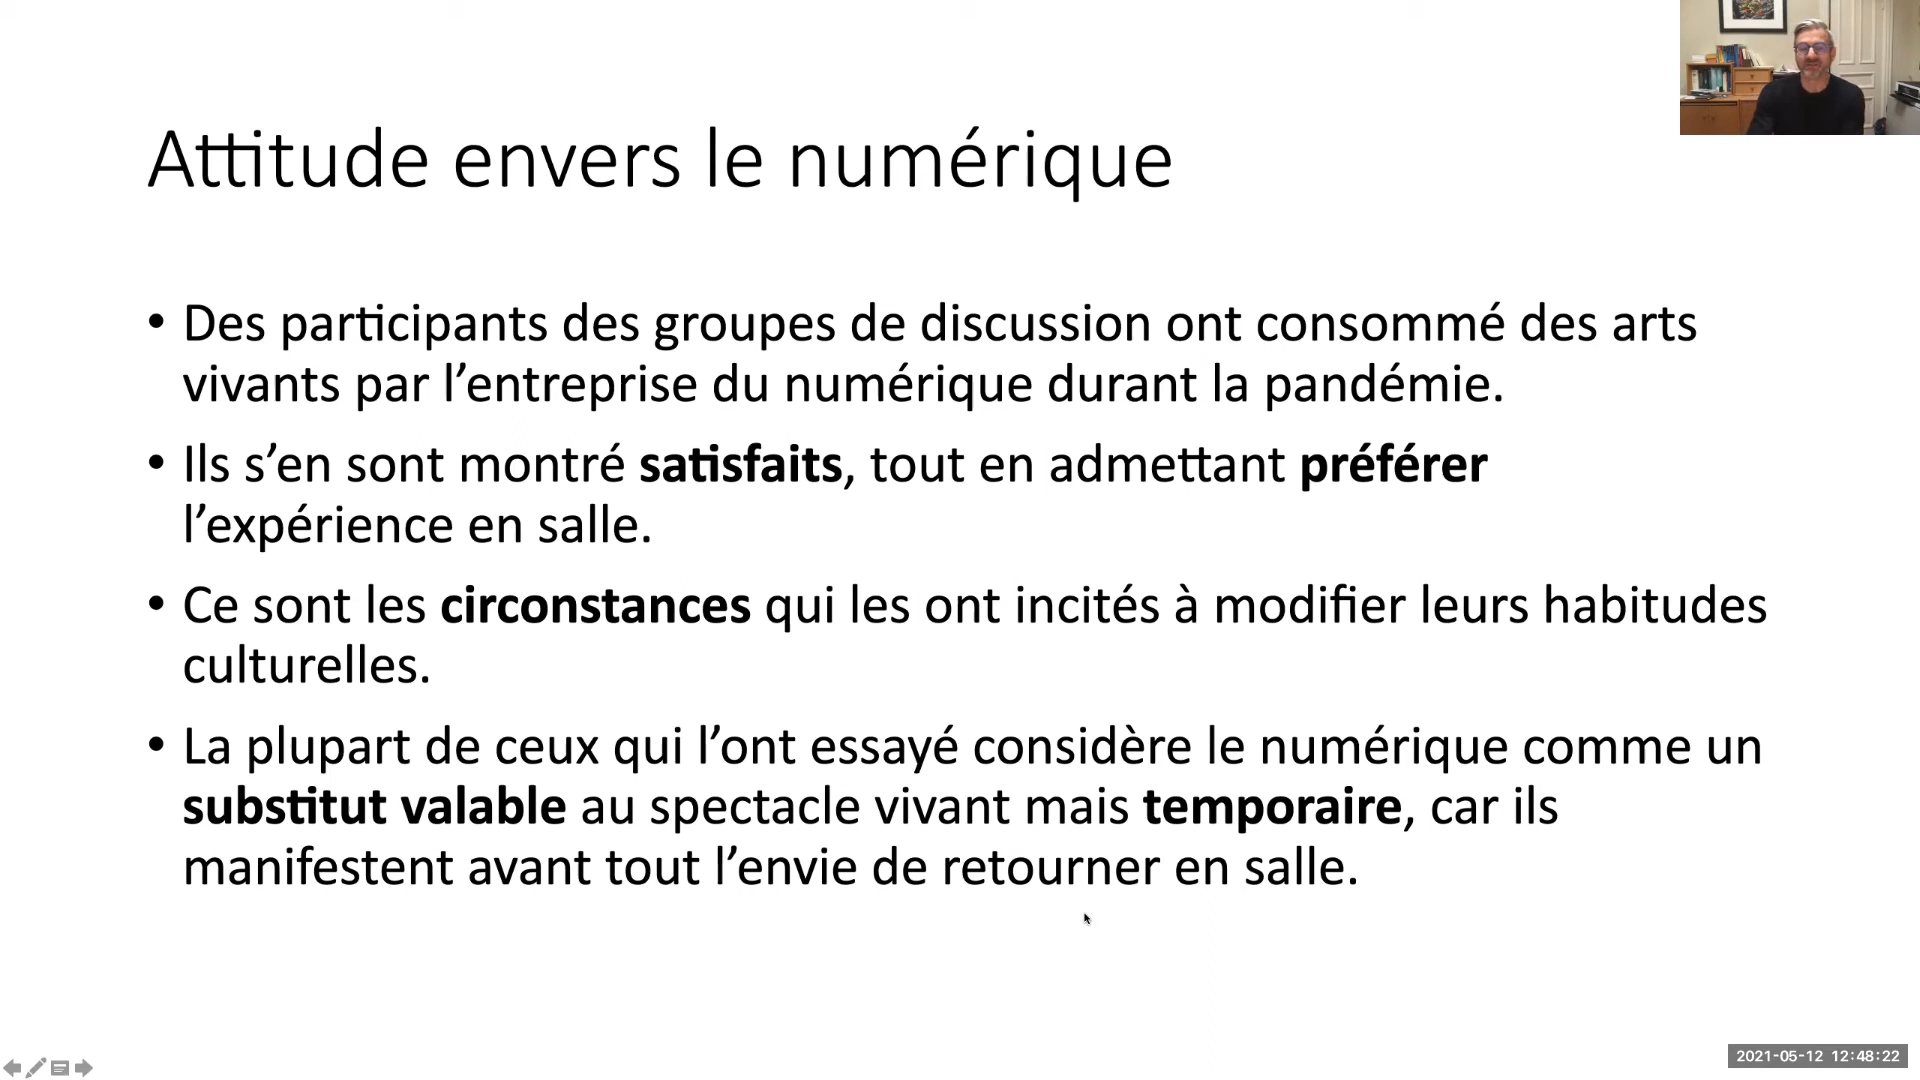 Attitude envers le numérique
• Des participants des groupes de discussion ont consommé des arts
vivants par l’entreprise du numérique durant la pandémie.
• Ils s’en sont montré satisfaits, tout en admettant préférer
l’expérience en salle.
• Ce sont les circonstances qui les ont incités à modifier leurs habitudes
culturelles.
• La plupart de ceux qui l’ont essayé considère le numérique comme un
substitut valable au spectacle vivant mais temporaire, car ils
manifestent avant tout l’envie de retourner en salle.
2021-05-12 12:48:22